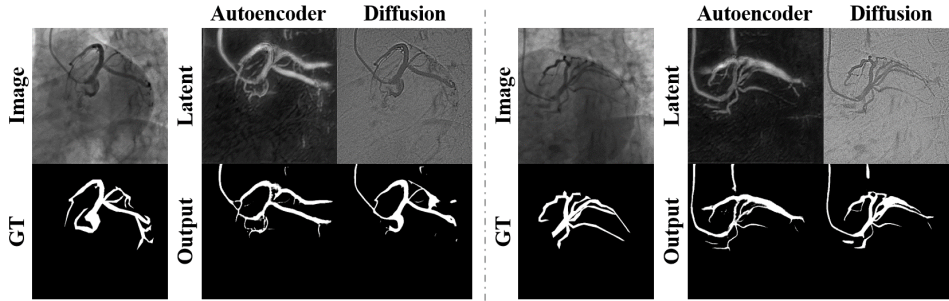 Autoencoder Diffusion
Image
Latent
GT
Output
Autoencoder Diffusion
Image
Latent
GT
Output